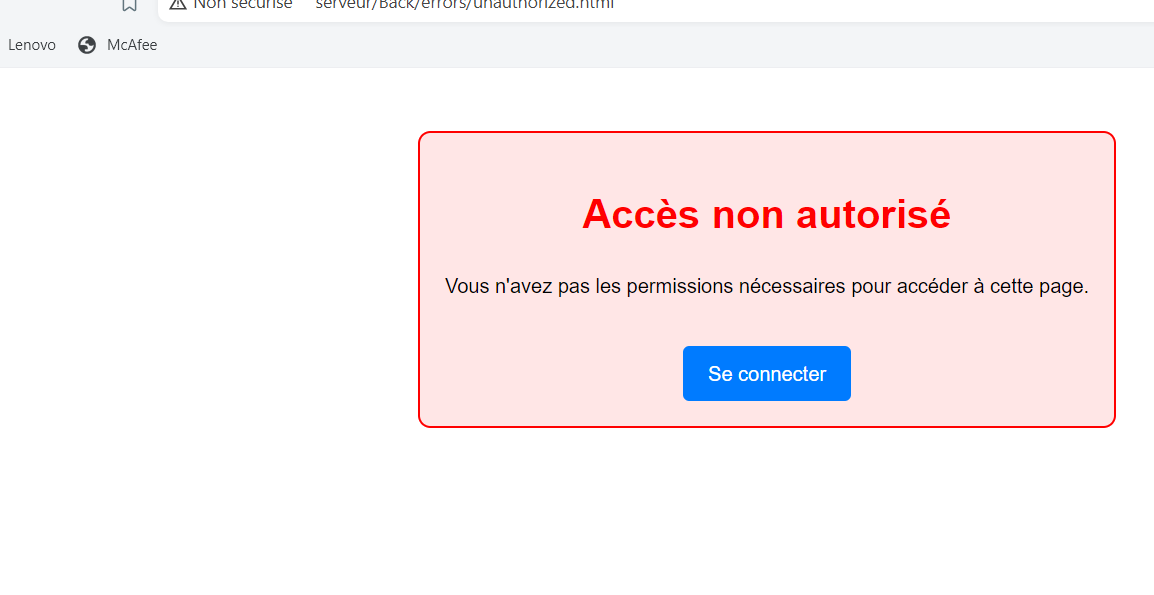 Non sécurisé serveur/Back/errors/unauthorized.html
Lenovo McAfee
Accès non autorisé
Vous n'avez pas les permissions nécessaires pour accéder à cette page.
Se connecter